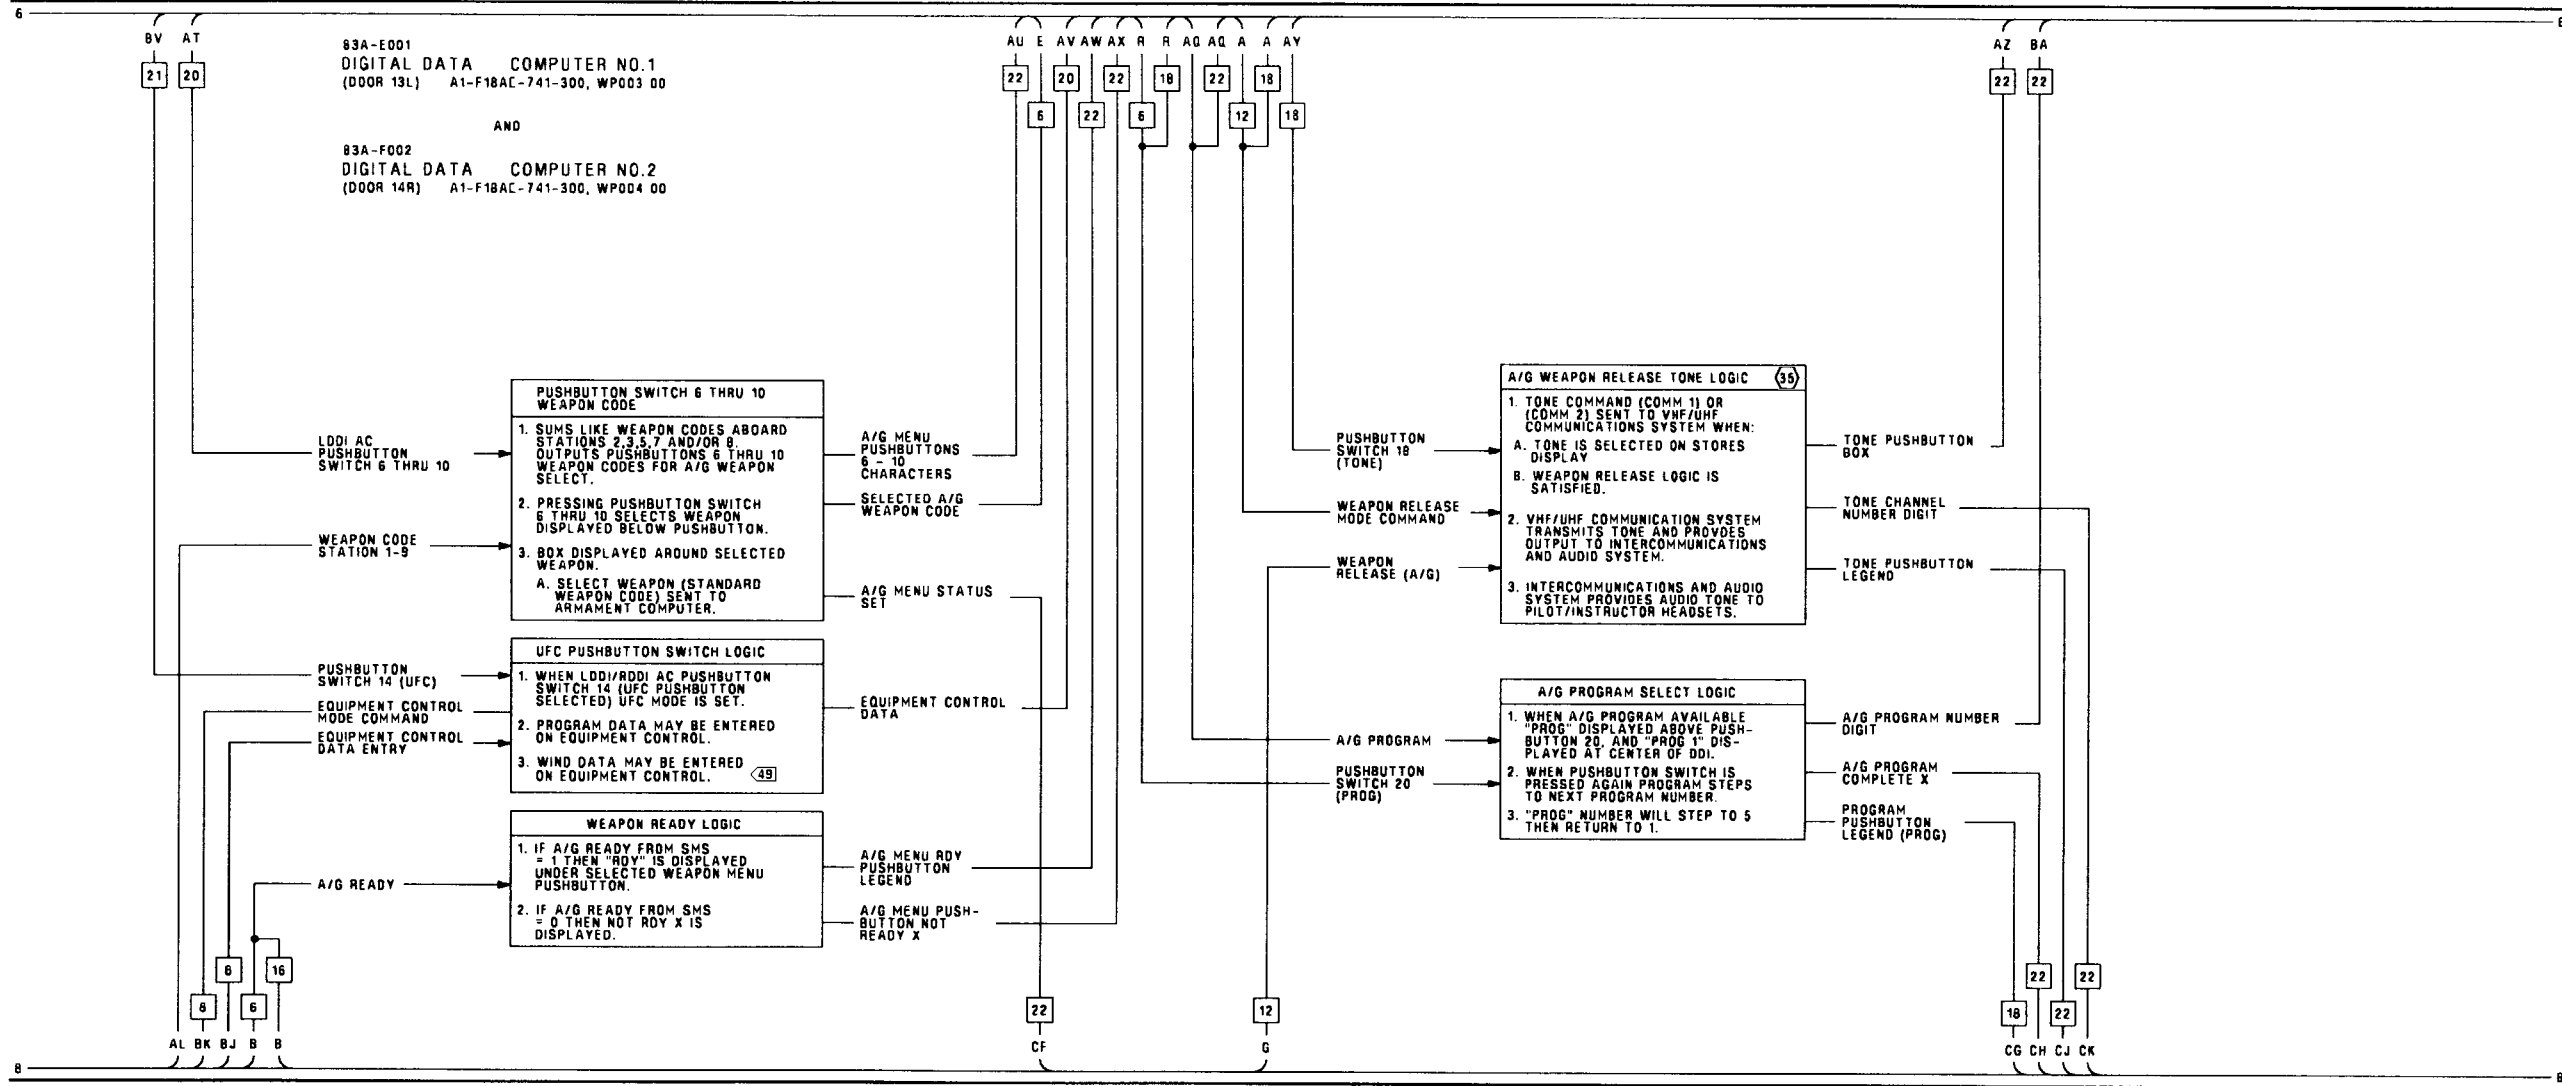 6
BV AT
21 20
83A-E001
DIGITAL DATA COMPUTER NO.1
(DOOR 13L) A1-F18AC-741-300, WP003 00
AND
83A-F002
DIGITAL DATA COMPUTER NO.2
(DOOR 14R) A1-F18AC-741-300, WP004 00
AU E AV AW AX R R AQ AQ A A AY
22 20 22 18 22 18
6 22 6 12 18
AZ BA
22 22
LDDI AC
PUSHBUTTON
SWITCH 6 THRU 10
WEAPON CODE
STATION 1-9
PUSHBUTTON SWITCH 6 THRU 10
WEAPON CODE
1. SUMS LIKE WEAPON CODES ABOARD
STATIONS 2,3,5,7 AND/OR 8.
OUTPUTS PUSHBUTTONS 6 THRU 10
WEAPON CODES FOR A/G WEAPON
SELECT.
2. PRESSING PUSHBUTTON SWITCH
6 THRU 10 SELECTS WEAPON
DISPLAYED BELOW PUSHBUTTON.
3. BOX DISPLAYED AROUND SELECTED
WEAPON.
A. SELECT WEAPON (STANDARD
WEAPON CODE) SENT TO
ARMAMENT COMPUTER.
A/G MENU
PUSHBUTTONS
6 - 10
CHARACTERS
SELECTED A/G
WEAPON CODE
A/G MENU STATUS
SET
PUSHBUTTON
SWITCH 14 (UFC)
EQUIPMENT CONTROL
MODE COMMAND
EQUIPMENT CONTROL
DATA ENTRY
UFC PUSHBUTTON SWITCH LOGIC
1. WHEN LDDI/RDDI AC PUSHBUTTON
SWITCH 14 (UFC PUSHBUTTON
SELECTED) UFC MODE IS SET.
2. PROGRAM DATA MAY BE ENTERED
ON EQUIPMENT CONTROL.
3. WIND DATA MAY BE ENTERED
ON EQUIPMENT CONTROL. 49
EQUIPMENT CONTROL
DATA
A/G READY
WEAPON READY LOGIC
1. IF A/G READY FROM SMS
= 1 THEN "RDY" IS DISPLAYED
UNDER SELECTED WEAPON MENU
PUSHBUTTON.
2. IF A/G READY FROM SMS
= 0 THEN NOT RDY X IS
DISPLAYED.
A/G MENU RDY
PUSHBUTTON
LEGEND
A/G MENU PUSH-
BUTTON NOT
READY X
PUSHBUTTON
SWITCH 18
(TONE)
WEAPON RELEASE
MODE COMMAND
WEAPON
RELEASE (A/G)
A/G WEAPON RELEASE TONE LOGIC 35
1. TONE COMMAND (COMM 1) OR
(COMM 2) SENT TO VHF/UHF
COMMUNICATIONS SYSTEM WHEN:
A. TONE IS SELECTED ON STORES
DISPLAY
B. WEAPON RELEASE LOGIC IS
SATISFIED.
2. VHF/UHF COMMUNICATION SYSTEM
TRANSMITS TONE AND PROVDES
OUTPUT TO INTERCOMMUNICATIONS
AND AUDIO SYSTEM.
3. INTERCOMMUNICATIONS AND AUDIO
SYSTEM PROVIDES AUDIO TONE TO
PILOT/INSTRUCTOR HEADSETS.
TONE PUSHBUTTON
BOX
TONE CHANNEL
NUMBER DIGIT
TONE PUSHBUTTON
LEGEND
A/G PROGRAM
PUSHBUTTON
SWITCH 20
(PROG)
A/G PROGRAM SELECT LOGIC
1. WHEN A/G PROGRAM AVAILABLE
"PROG" DISPLAYED ABOVE PUSH-
BUTTON 20, AND "PROG 1" DIS-
PLAYED AT CENTER OF DDI.
2. WHEN PUSHBUTTON SWITCH IS
PRESSED AGAIN PROGRAM STEPS
TO NEXT PROGRAM NUMBER.
3. "PROG" NUMBER WILL STEP TO 5
THEN RETURN TO 1.
A/G PROGRAM NUMBER
DIGIT
A/G PROGRAM
COMPLETE X
PROGRAM
PUSHBUTTON
LEGEND (PROG)
8 16
8 6
22 12
22 22
18 22
AL BK BJ B B
CF G
CG CH CJ CK
8
8